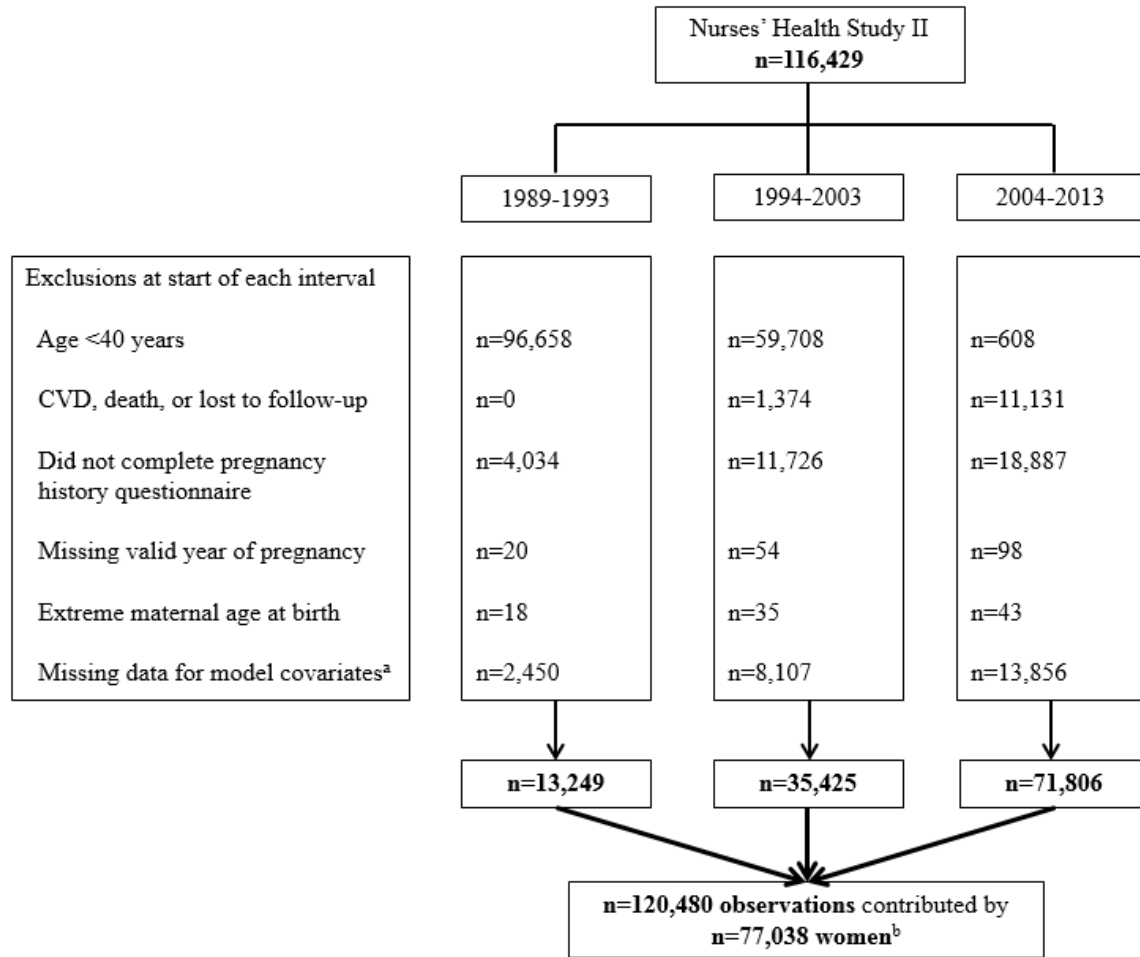 Nurses’ Health Study II
n=116,429
1989-1993
1994-2003
2004-2013
Exclusions at start of each interval
Age <40 years
n=96,658
n=59,708
n=608
CVD, death, or lost to follow-up
n=0
n=1,374
n=11,131
Did not complete pregnancy
history questionnaire
n=4,034
n=11,726
n=18,887
Missing valid year of pregnancy
n=20
n=54
n=98
Extreme maternal age at birth
n=18
n=35
n=43
Missing data for model covariatesᵃ
n=2,450
n=8,107
n=13,856
n=13,249
n=35,425
n=71,806
n=120,480 observations contributed by
n=77,038 womenᵇ